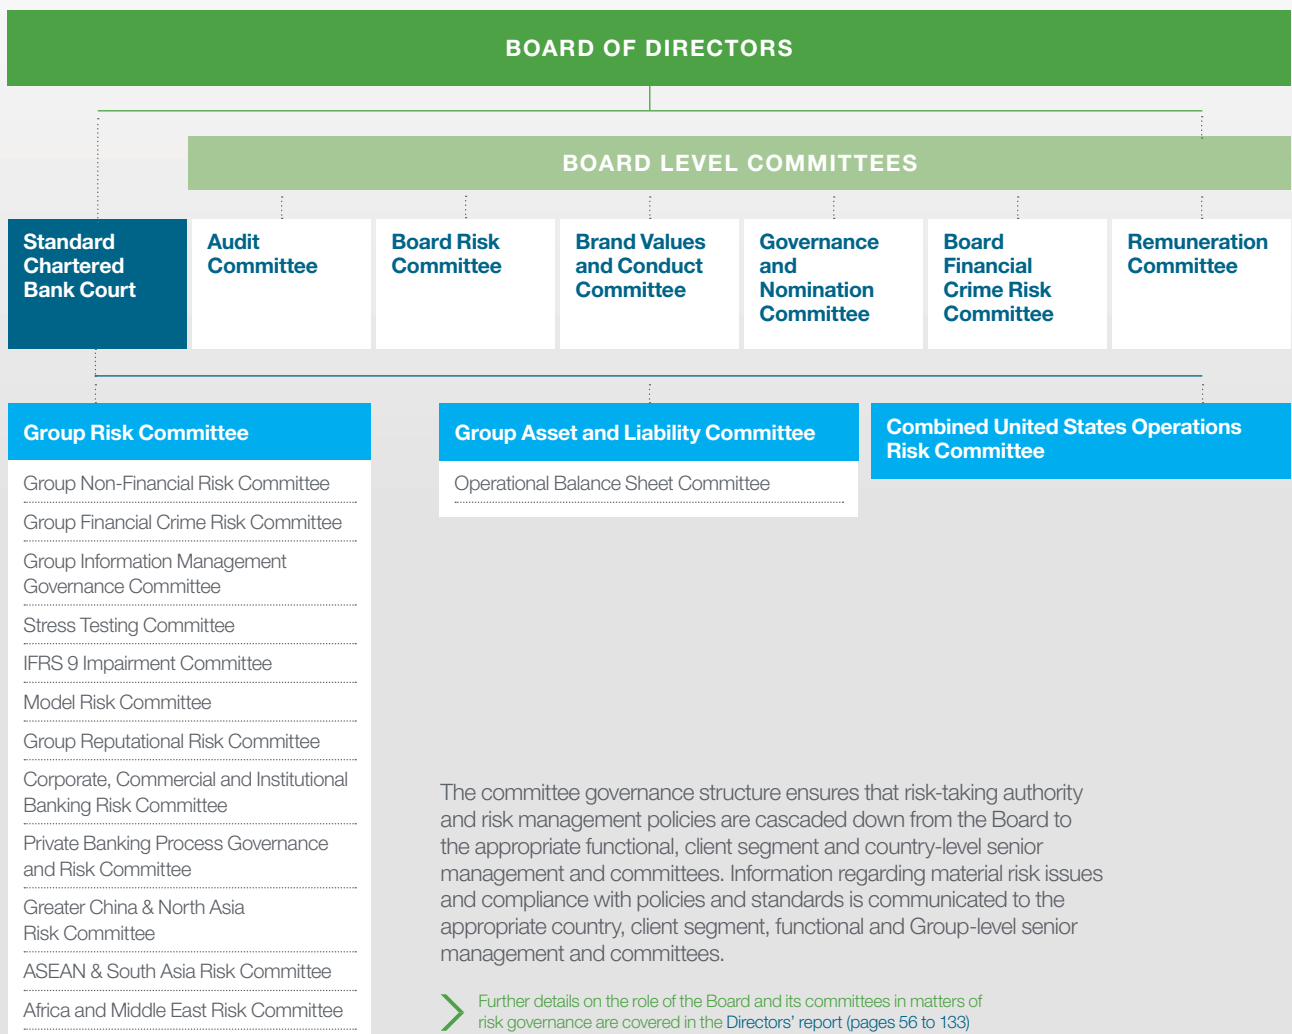 BOARD OF DIRECTORS
BOARD LEVEL COMMITTEES
Standard
Chartered
Bank Court
Audit
Committee
Board Risk
Committee
Brand Values
and Conduct
Committee
Governance
and
Nomination
Committee
Board
Financial
Crime Risk
Committee
Remuneration
Committee
Group Risk Committee
Group Non-Financial Risk Committee
Group Financial Crime Risk Committee
Group Information Management
Governance Committee
Stress Testing Committee
IFRS 9 Impairment Committee
Model Risk Committee
Group Reputational Risk Committee
Corporate, Commercial and Institutional
Banking Risk Committee
Private Banking Process Governance
and Risk Committee
Greater China & North Asia
Risk Committee
ASEAN & South Asia Risk Committee
Africa and Middle East Risk Committee
Group Asset and Liability Committee
Operational Balance Sheet Committee
Combined United States Operations
Risk Committee
The committee governance structure ensures that risk-taking authority
and risk management policies are cascaded down from the Board to
the appropriate functional, client segment and country-level senior
management and committees. Information regarding material risk issues
and compliance with policies and standards is communicated to the
appropriate country, client segment, functional and Group-level senior
management and committees.
Further details on the role of the Board and its committees in matters of
risk governance are covered in the Directors' report (pages 56 to 133)